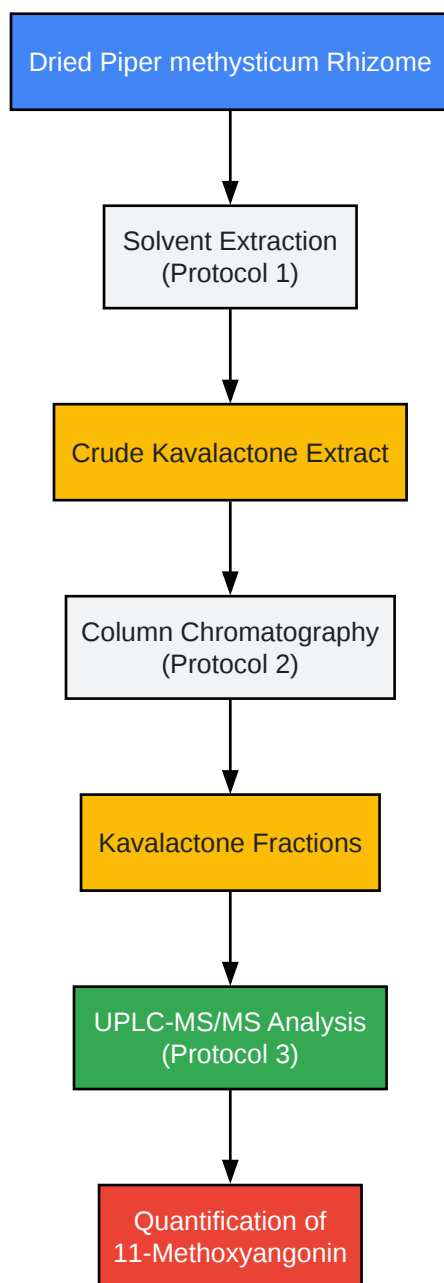 Dried Piper methysticum Rhizome
Solvent Extraction
(Protocol 1)
Crude Kavalactone Extract
Column Chromatography
(Protocol 2)
Kavalactone Fractions
UPLC-MS/MS Analysis
(Protocol 3)
Quantification of
11-Methoxyangonin